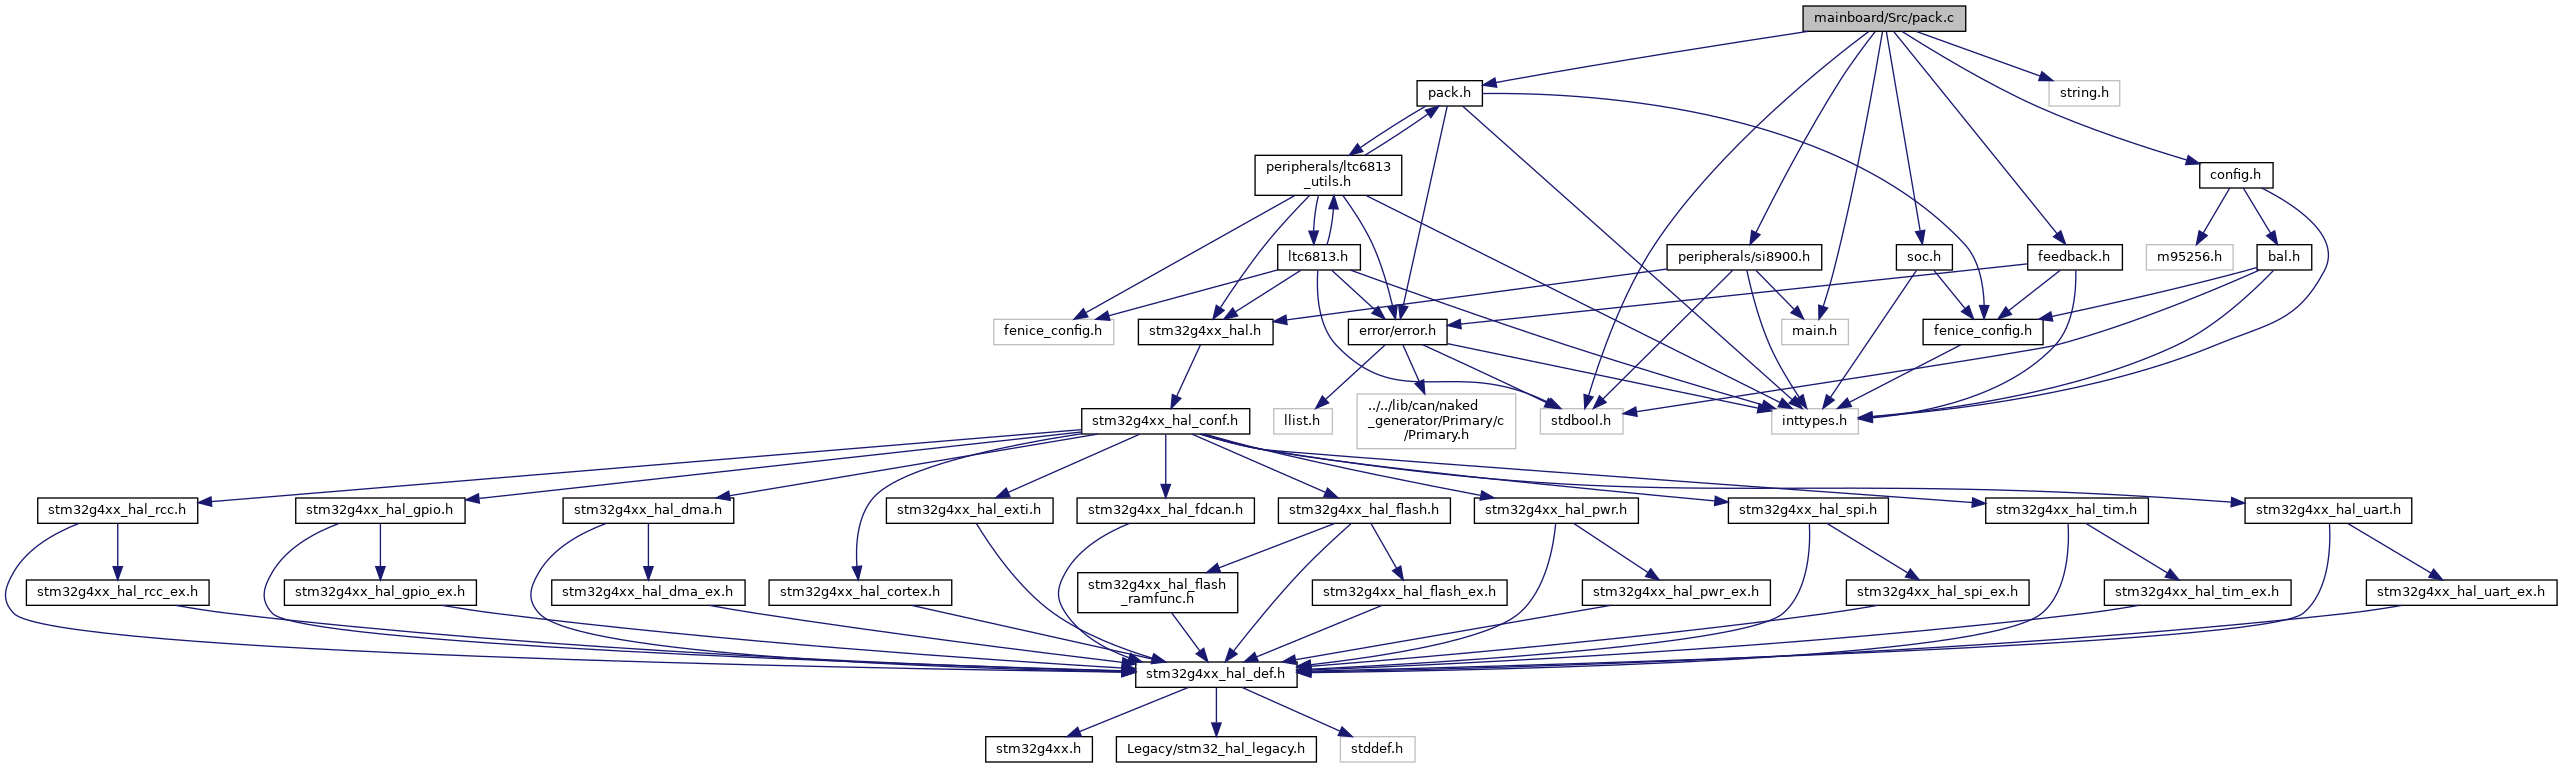 mainboard/Src/pack.c
pack.h
string.h
peripherals/ltc6813
_utils.h
config.h
ltc6813.h
peripherals/si8900.h
soc.h
feedback.h
m95256.h
bal.h
fenice_config.h
stm32g4xx_hal.h
error/error.h
main.h
fenice_config.h
stm32g4xx_hal_conf.h
llist.h
../../lib/can/naked
_generator/Primary/c
/Primary.h
stdbool.h
inttypes.h
stm32g4xx_hal_rcc.h
stm32g4xx_hal_gpio.h
stm32g4xx_hal_dma.h
stm32g4xx_hal_exti.h
stm32g4xx_hal_fdcan.h
stm32g4xx_hal_flash.h
stm32g4xx_hal_pwr.h
stm32g4xx_hal_spi.h
stm32g4xx_hal_tim.h
stm32g4xx_hal_uart.h
stm32g4xx_hal_rcc_ex.h
stm32g4xx_hal_gpio_ex.h
stm32g4xx_hal_dma_ex.h
stm32g4xx_hal_cortex.h
stm32g4xx_hal_flash
_ramfunc.h
stm32g4xx_hal_flash_ex.h
stm32g4xx_hal_pwr_ex.h
stm32g4xx_hal_spi_ex.h
stm32g4xx_hal_tim_ex.h
stm32g4xx_hal_uart_ex.h
stm32g4xx_hal_def.h
stm32g4xx.h
Legacy/stm32_hal_legacy.h
stddef.h